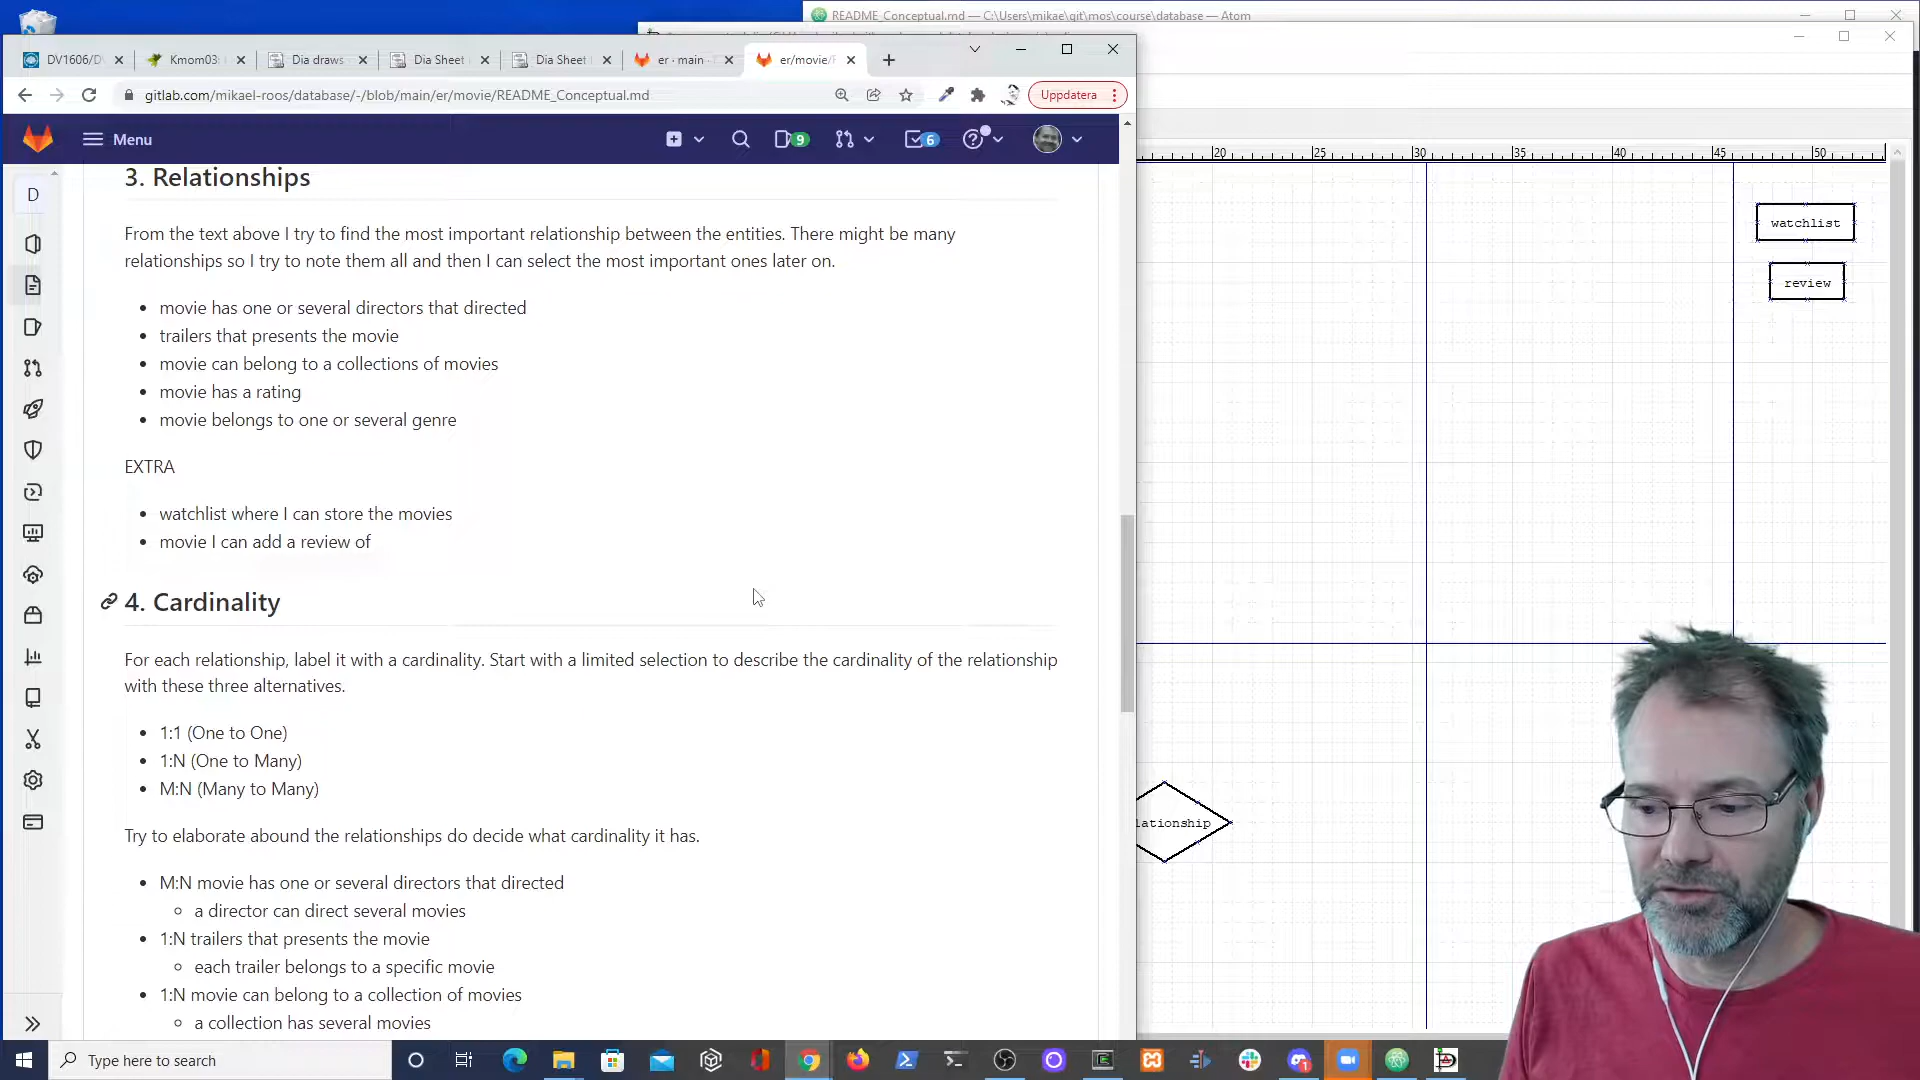 README_Conceptual.md — C:\Users\mikae\git\mos\course\database — Atom
DV1606/D
Kmom03:
Dia draws
Dia Sheet
Dia Sheet
er · main ·
er/movie/
gitlab.com/mikael-roos/database/-/blob/main/er/movie/README_Conceptual.md
Uppdatera
Menu
9
6
D
3. Relationships
From the text above I try to find the most important relationship between the entities. There might be many
relationships so I try to note them all and then I can select the most important ones later on.
movie has one or several directors that directed
trailers that presents the movie
movie can belong to a collections of movies
movie has a rating
movie belongs to one or several genre
EXTRA
watchlist where I can store the movies
movie I can add a review of
4. Cardinality
For each relationship, label it with a cardinality. Start with a limited selection to describe the cardinality of the relationship
with these three alternatives.
1:1 (One to One)
1:N (One to Many)
M:N (Many to Many)
Try to elaborate abound the relationships do decide what cardinality it has.
M:N movie has one or several directors that directed
a director can direct several movies
1:N trailers that presents the movie
each trailer belongs to a specific movie
1:N movie can belong to a collection of movies
a collection has several movies
20 25 30 35 40 45 50
watchlist
review
lationship
Type here to search